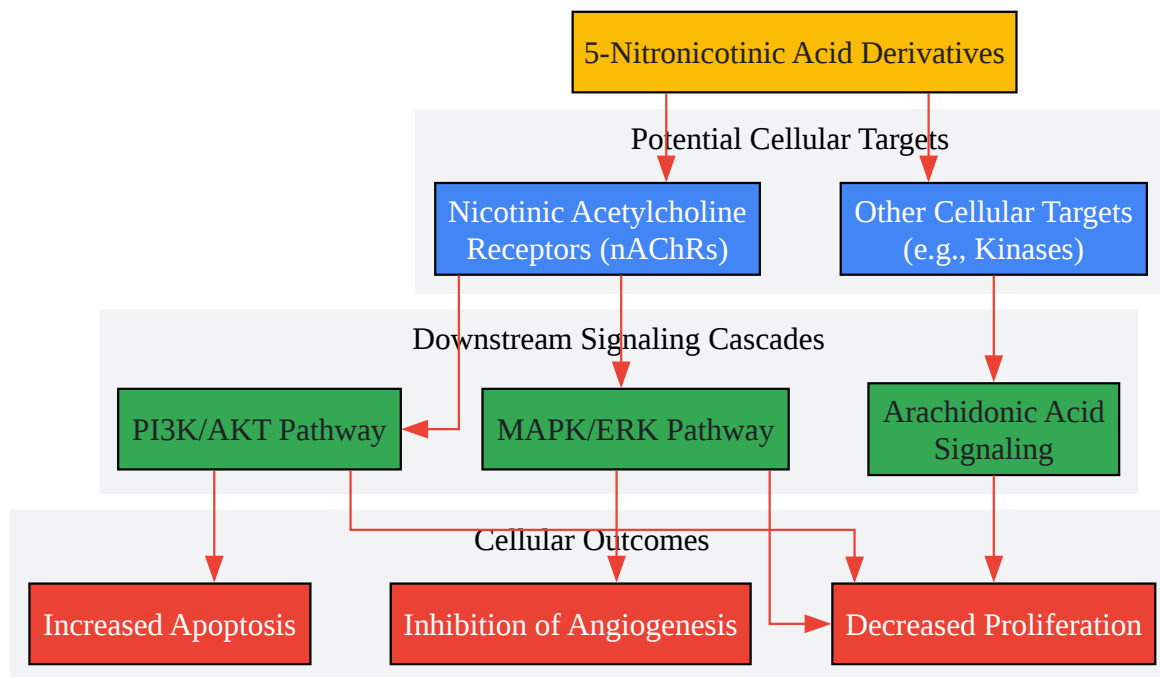 5-Nitronicotinic Acid Derivatives
Potential Cellular Targets
Nicotinic Acetylcholine
Receptors (nAChRs)
Other Cellular Targets
(e.g., Kinases)
Downstream Signaling Cascades
PI3K/AKT Pathway
MAPK/ERK Pathway
Arachidonic Acid
Signaling
Cellular Outcomes
Increased Apoptosis
Inhibition of Angiogenesis
Decreased Proliferation